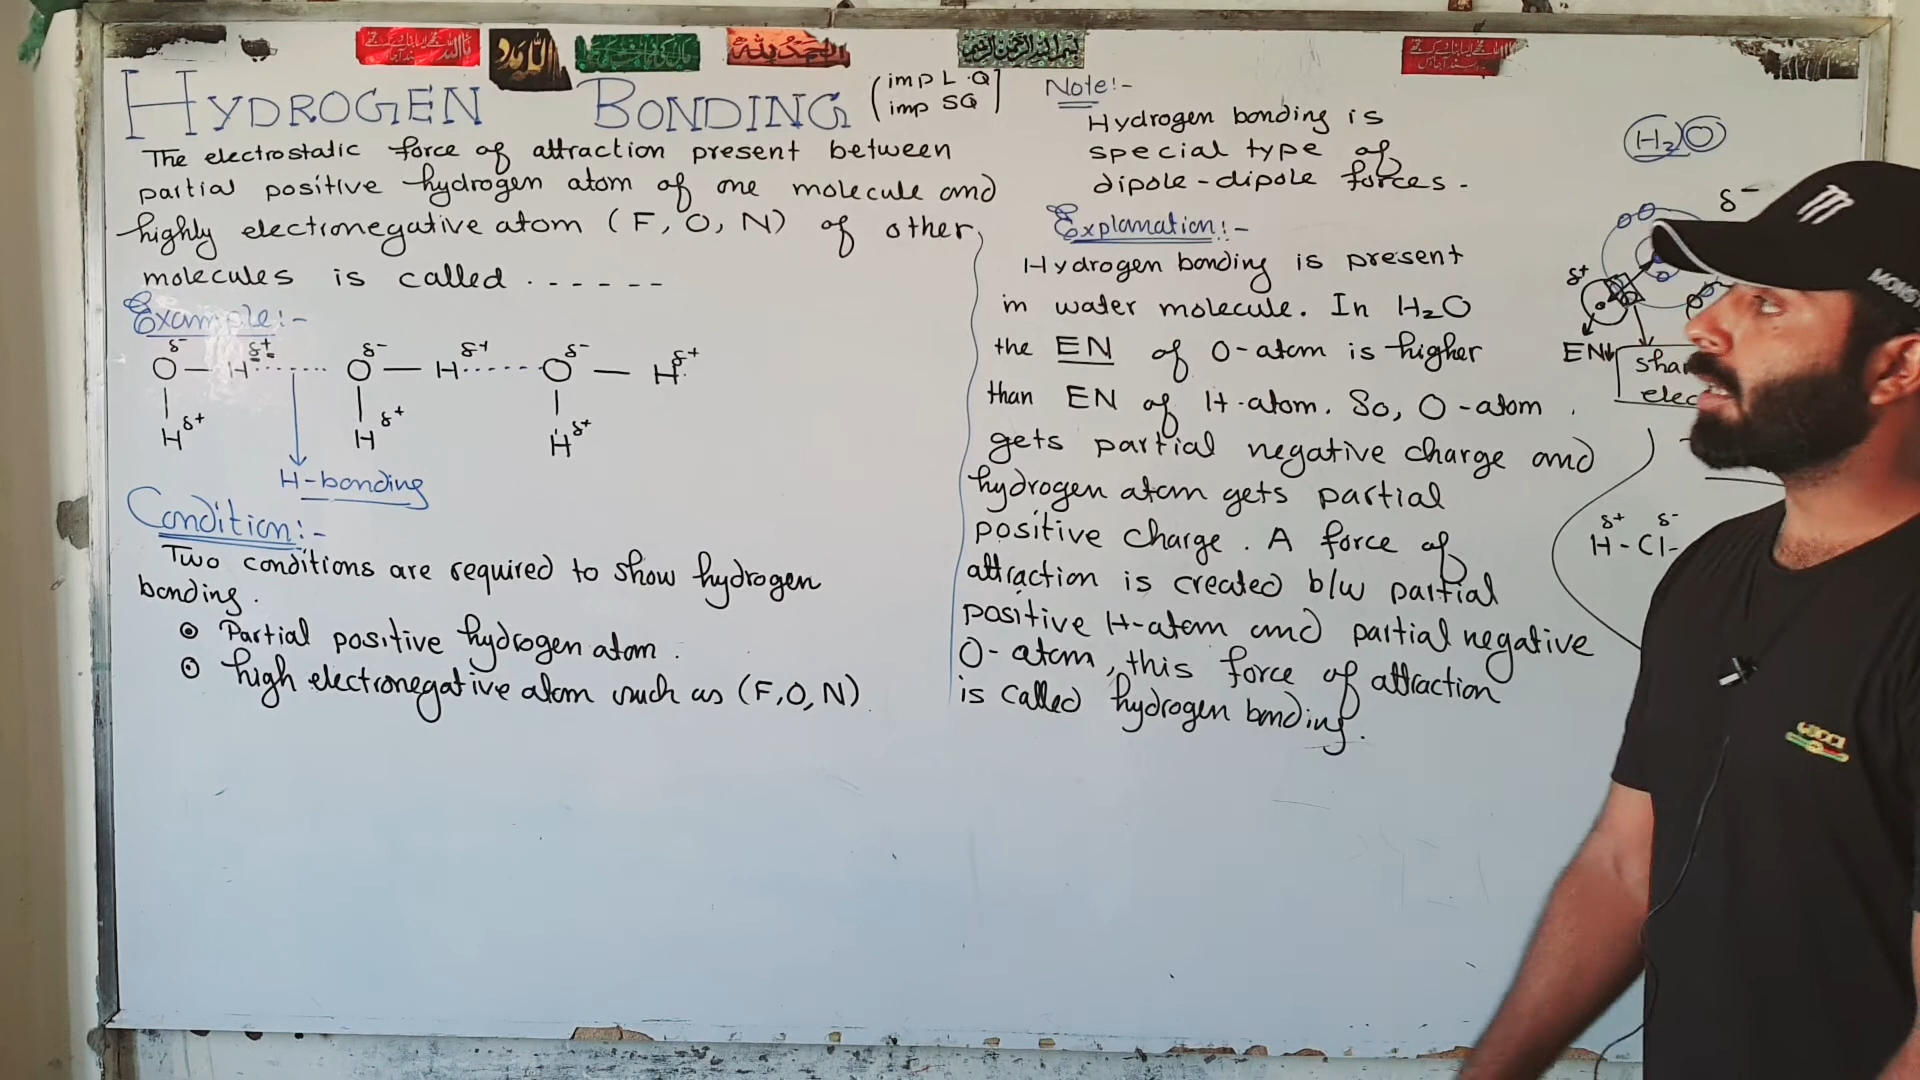 HYDROGEN BONDING (imp L.Q
imp SQ]
The electrostatic force of attraction present between
partial positive hydrogen atom of one molecule and
highly electronegative atom (F, O, N) of other
molecules is called ------
Example:-
δ- δ+ δ- δ+ δ- δ+
O — H ...... O — H ...... O — H
H δ+ H δ+ H δ+
H-bonding
Condition:-
Two conditions are required to show hydrogen
bonding.
Partial positive hydrogen atom.
high electronegative atom such as (F,O,N)
Note:-
Hydrogen bonding is
special type of
dipole-dipole forces.
Explanation:-
Hydrogen bonding is present
in water molecule. In H₂O
the EN of O-atom is higher
than EN of H-atom. So, O-atom
gets partial negative charge and
hydrogen atom gets partial
positive charge. A force of
attraction is created b/w partial
positive H-atom and partial negative
O-atom, this force of attraction
is called hydrogen bonding.
H₂O
δ-
δ+
EN↓
δ+ δ-
H-Cl-
GUCCI